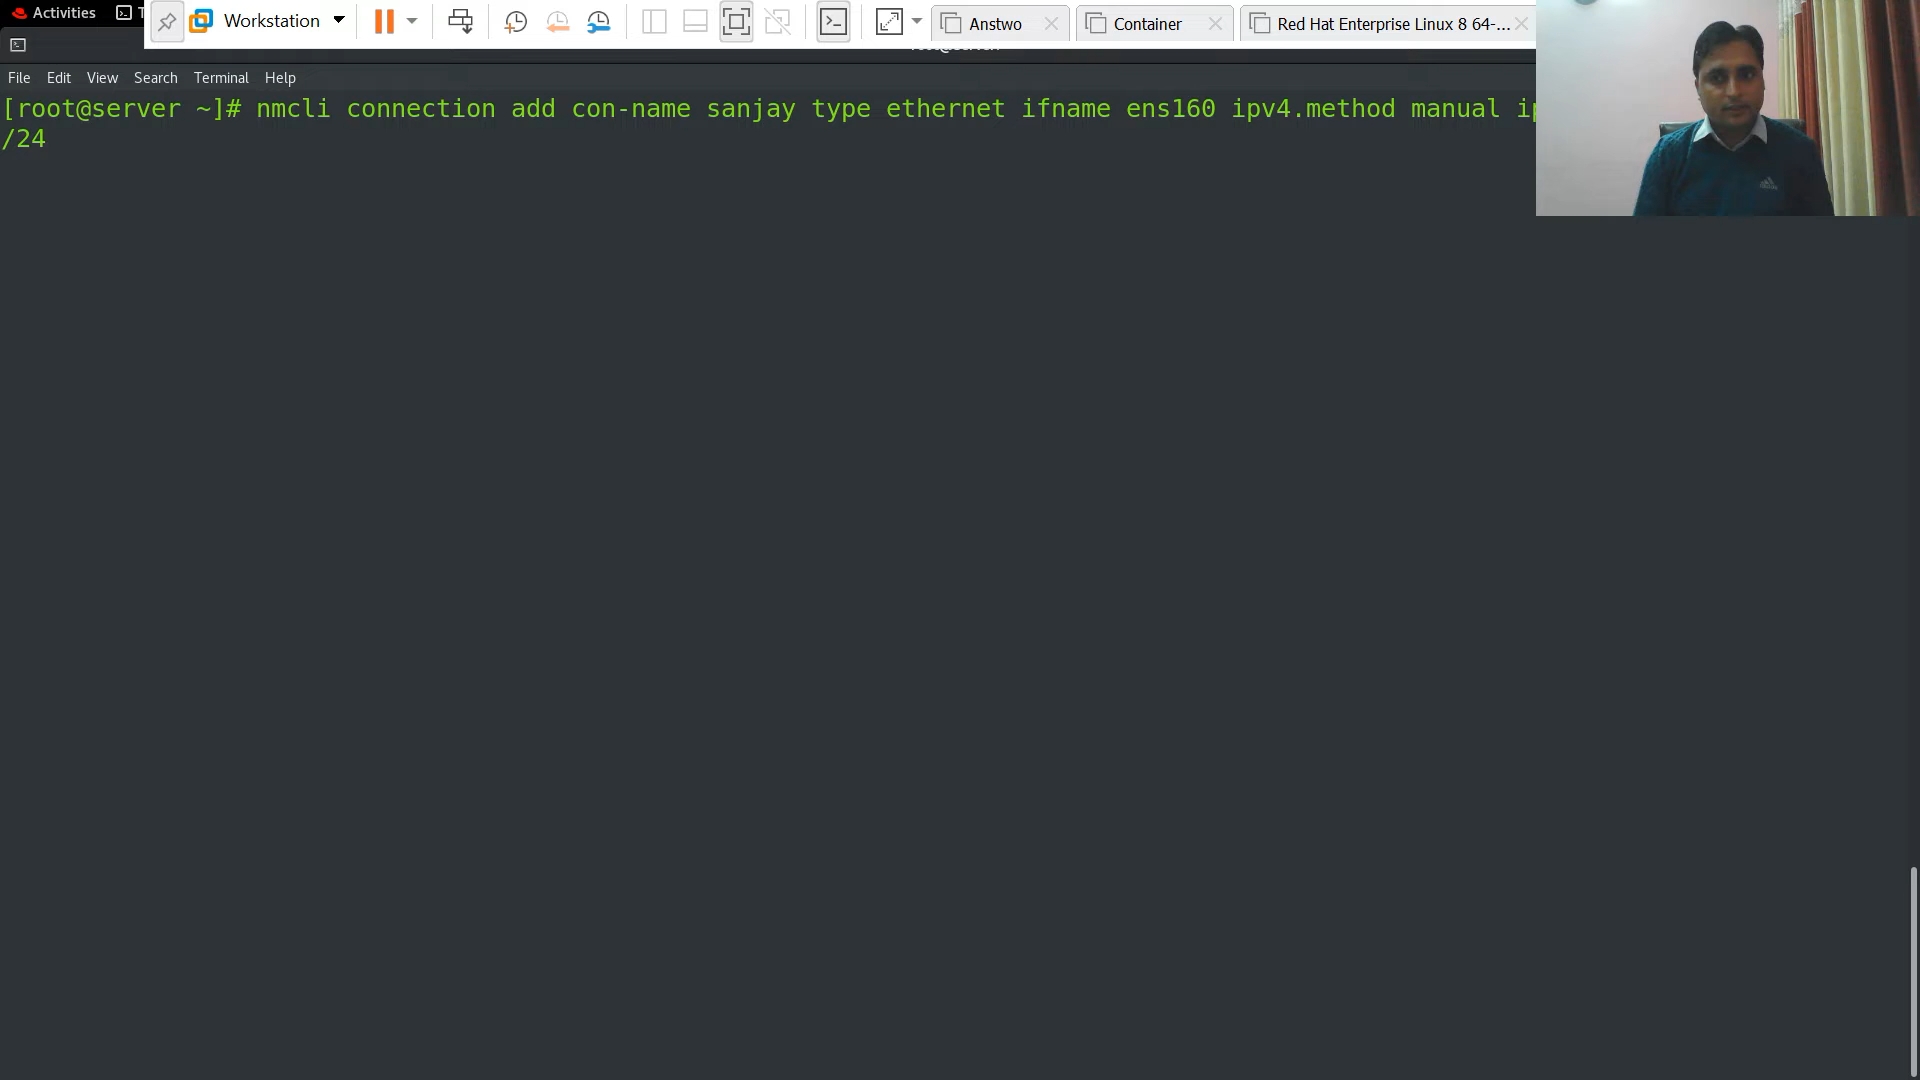 Activities
Workstation
Anstwo
Container
Red Hat Enterprise Linux 8 64-...
File Edit View Search Terminal Help
[root@server ~]# nmcli connection add con-name sanjay type ethernet ifname ens160 ipv4.method manual
/24